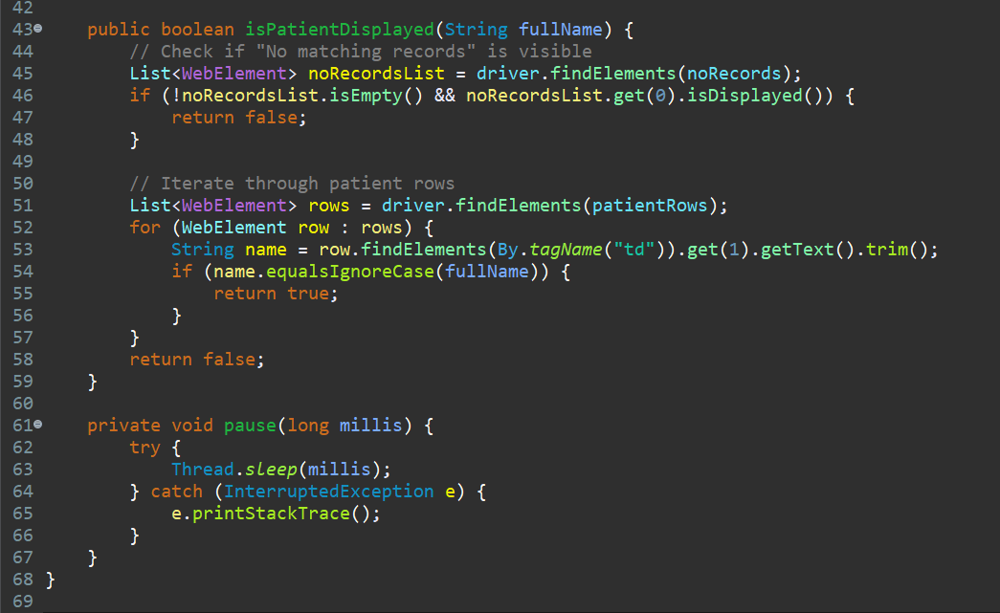 42
43 public boolean isPatientDisplayed(String fullName) {
44 // Check if "No matching records" is visible
45 List<WebElement> noRecordsList = driver.findElements(noRecords);
46 if (!noRecordsList.isEmpty() && noRecordsList.get(0).isDisplayed()) {
47 return false;
48 }
49
50 // Iterate through patient rows
51 List<WebElement> rows = driver.findElements(patientRows);
52 for (WebElement row : rows) {
53 String name = row.findElements(By.tagName("td")).get(1).getText().trim();
54 if (name.equalsIgnoreCase(fullName)) {
55 return true;
56 }
57 }
58 return false;
59 }
60
61 private void pause(long millis) {
62 try {
63 Thread.sleep(millis);
64 } catch (InterruptedException e) {
65 e.printStackTrace();
66 }
67 }
68 }
69